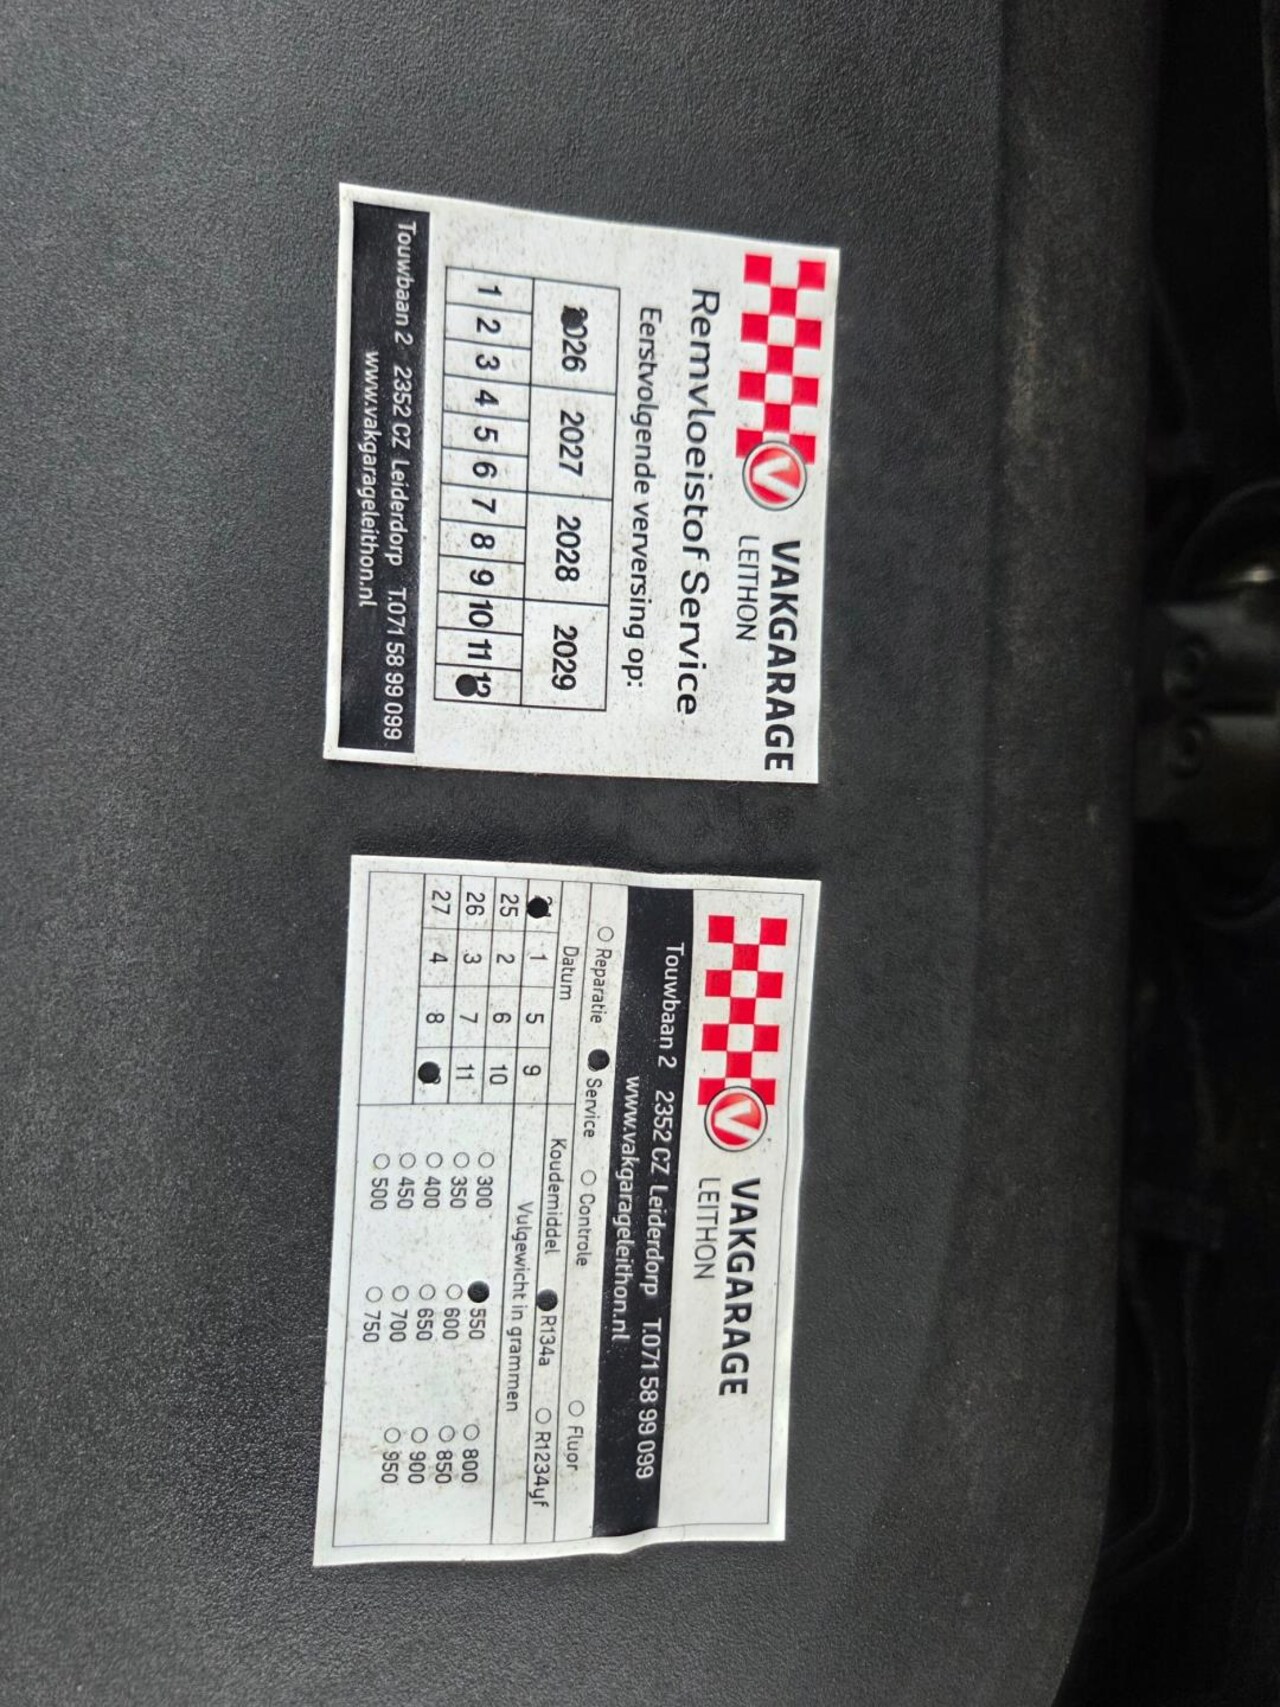 VAKGARAGE
LEITHON
Remvloeistof Service
Eerstvolgende verversing op:
2026 2027 2028 2029
1 2 3 4 5 6 7 8 9 10 11 12
Touwbaan 2 2352 CZ Leiderdorp T.071 58 99 099
www.vakgarageleithon.nl
VAKGARAGE
LEITHON
Touwbaan 2 2352 CZ Leiderdorp T.071 58 99 099
www.vakgarageleithon.nl
Reparatie Service Controle Fluor
Datum Koudemiddel R134a R1234yf
1 5 9 Vulgewicht in grammen
25 2 6 10 300 550 800
26 3 7 11 350 600 850
27 4 8 400 650 900
450 700 950
500 750